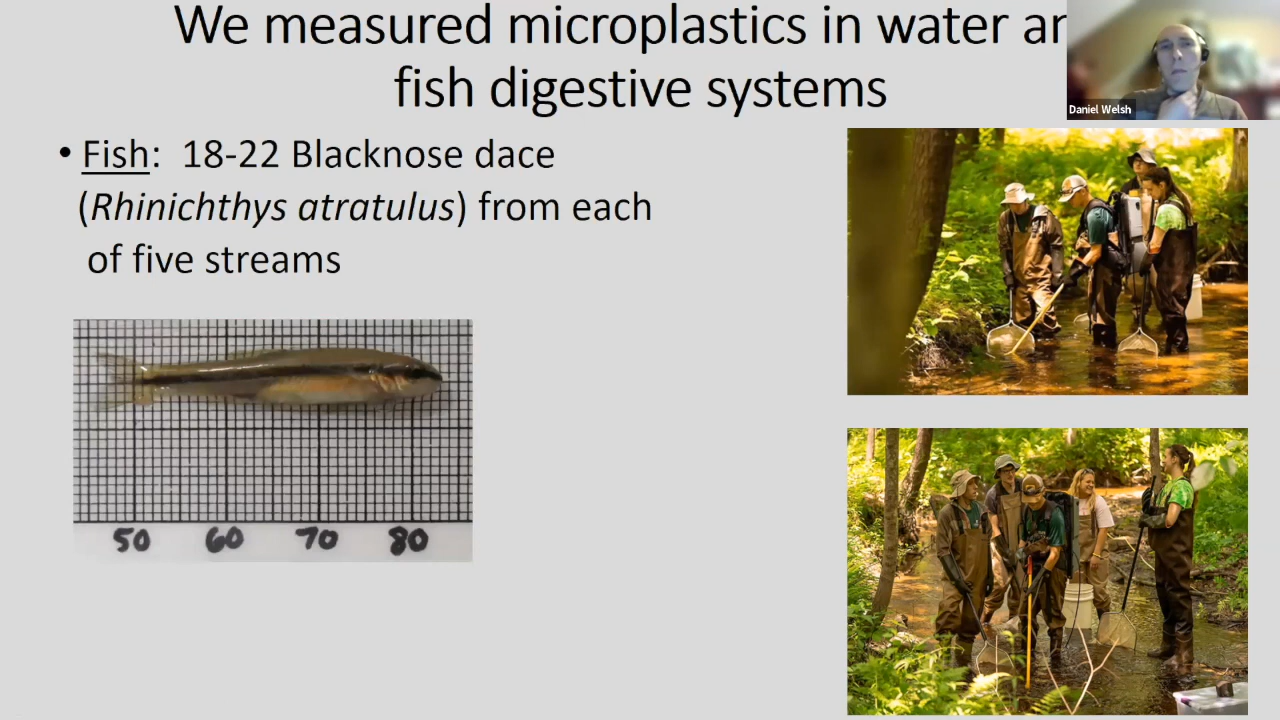 We measured microplastics in water
fish digestive systems
Daniel Welsh
• Fish: 18-22 Blacknose dace
(Rhinichthys atratulus) from each
of five streams
50 60 70 80